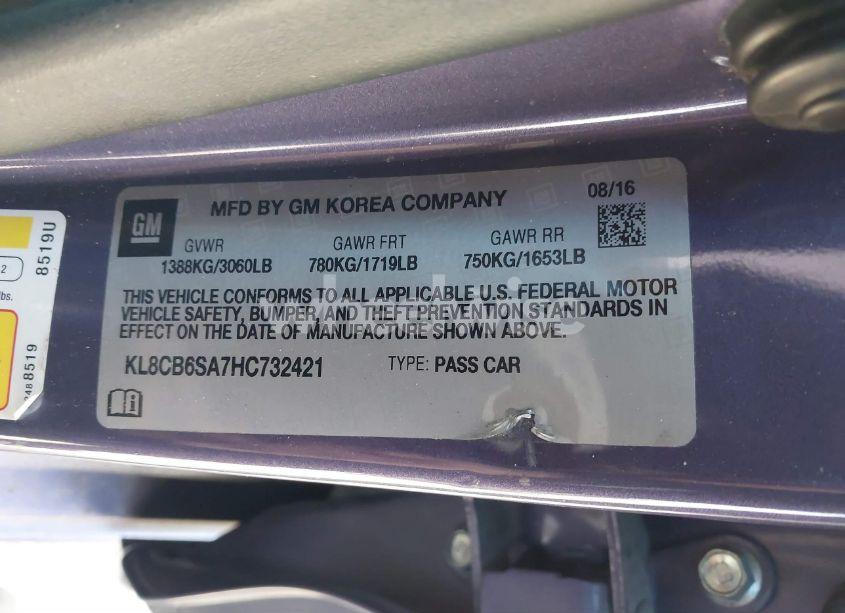 MFD BY GM KOREA COMPANY
08/16
GM
GVWR
GAWR FRT
GAWR RR
1388KG/3060LB
780KG/1719LB
750KG/1653LB
THIS VEHICLE CONFORMS TO ALL APPLICABLE U.S. FEDERAL MOTOR
VEHICLE SAFETY, BUMPER, AND THEFT PREVENTION STANDARDS IN
EFFECT ON THE DATE OF MANUFACTURE SHOWN ABOVE.
KL8CB6SA7HC732421
TYPE: PASS CAR
8519U
2
lbs.
8519